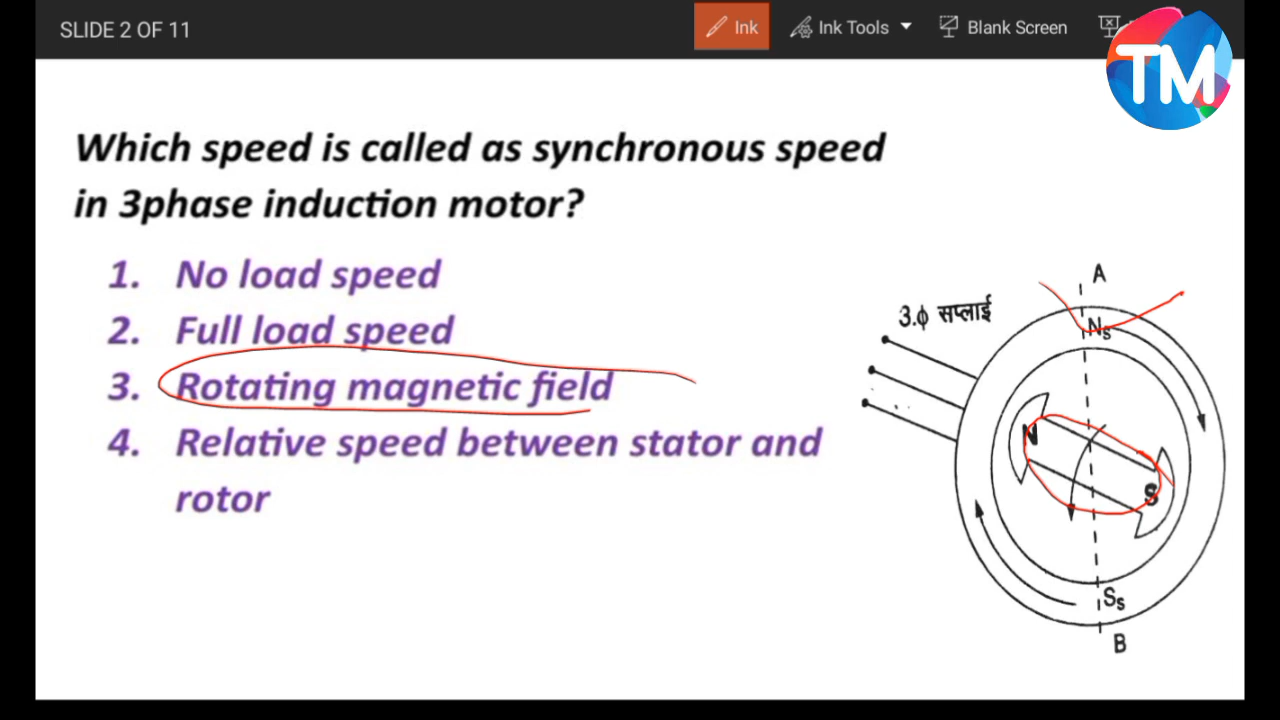 SLIDE 2 OF 11
Ink
Ink Tools
Blank Screen
TM
Which speed is called as synchronous speed
in 3phase induction motor?
1. No load speed
2. Full load speed
3. Rotating magnetic field
4. Relative speed between stator and
rotor
A
3.ϕ सप्लाई
Ns
N
S
Ss
B